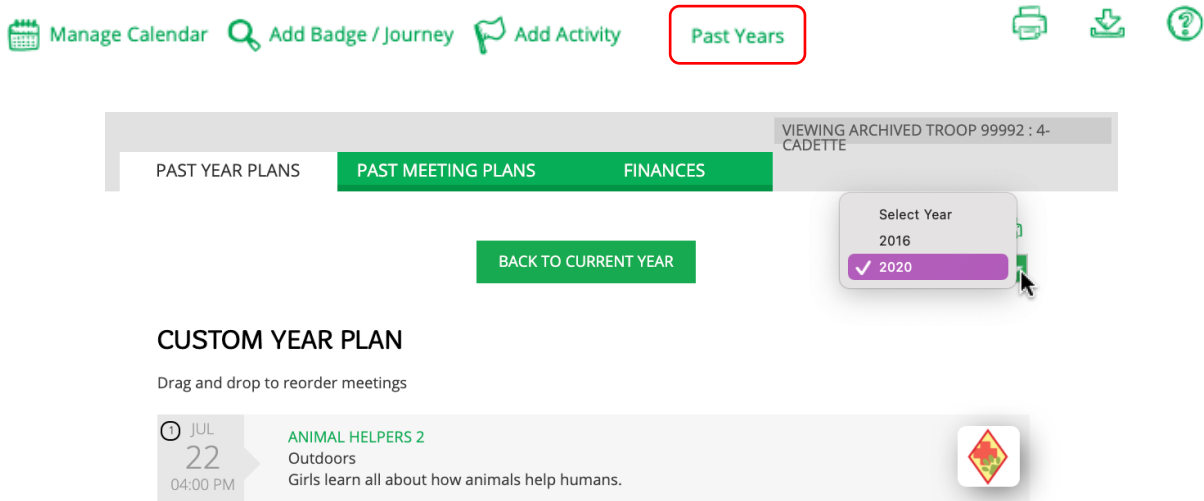 Manage Calendar Add Badge / Journey Add Activity Past Years ?
VIEWING ARCHIVED TROOP 99992 : 4-
CADETTE
PAST YEAR PLANS PAST MEETING PLANS FINANCES
Select Year
2016
✓ 2020
BACK TO CURRENT YEAR
CUSTOM YEAR PLAN
Drag and drop to reorder meetings
1 JUL
22
04:00 PM
ANIMAL HELPERS 2
Outdoors
Girls learn all about how animals help humans.